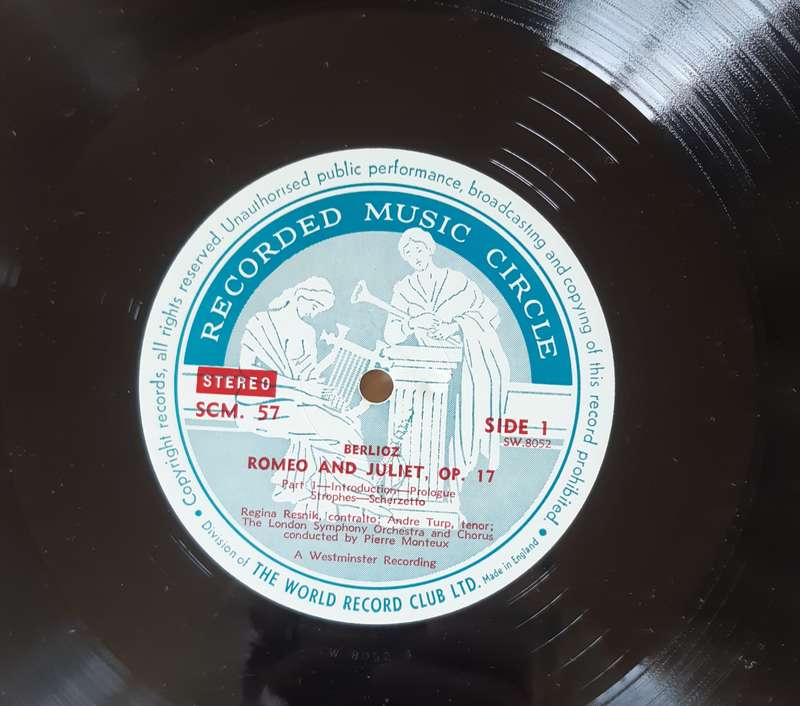 • Copyright records, all rights reserved. Unauthorised public performance, broadcasting and copying of this record prohibited. •
RECORDED MUSIC CIRCLE
STEREO
SCM. 57
SIDE 1
SW.8052
BERLIOZ
ROMEO AND JULIET, OP. 17
Part I—Introduction—Prologue
Strophes—Scherzetto
Regina Resnik, contralto; Andre Turp, tenor;
The London Symphony Orchestra and Chorus
conducted by Pierre Monteux
A Westminster Recording
Division of THE WORLD RECORD CLUB LTD. Made in England
W 8052